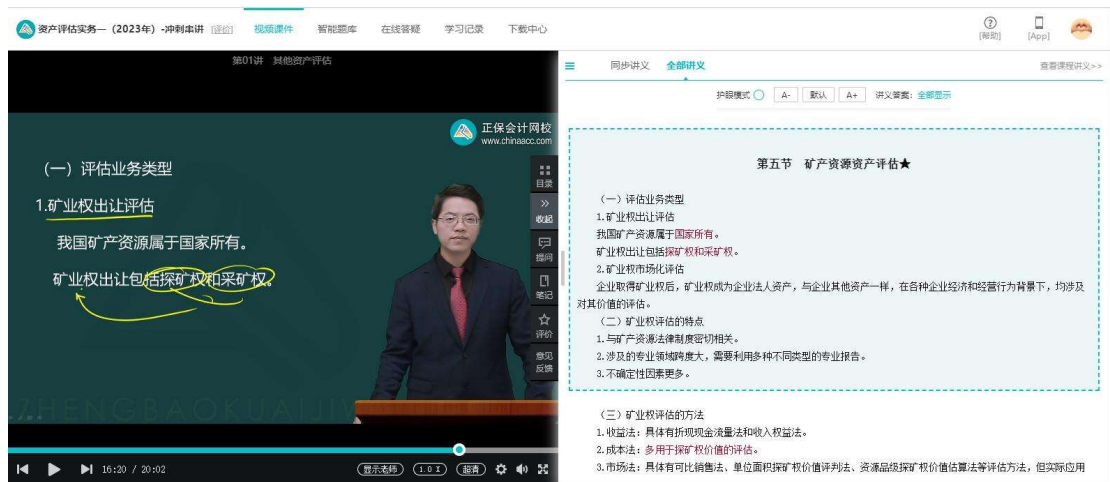 资产评估实务一（2023年）-冲刺串讲 [评价] 视频课件 智能题库 在线答疑 学习记录 下载中心
[帮助] [App]
第01讲 其他资产评估
正保会计网校
www.chinaacc.com
（一）评估业务类型
1.矿业权出让评估
我国矿产资源属于国家所有。
矿业权出让包括探矿权和采矿权。
目录
收起
提问
笔记
评价
意见
反馈
ZHENGBAOKUAIJIW
16:20 / 20:02
显示老师 1.0 X 超清
同步讲义 全部讲义 查看课程讲义>>
护眼模式 A- 默认 A+ 讲义答案：全部显示
第五节 矿产资源资产评估★
（一）评估业务类型
1.矿业权出让评估
我国矿产资源属于国家所有。
矿业权出让包括探矿权和采矿权。
2.矿业权市场化评估
企业取得矿业权后，矿业权成为企业法人资产，与企业其他资产一样，在各种企业经济和经营行为背景下，均涉及
对其价值的评估。
（二）矿业权评估的特点
1.与矿产资源法律制度密切相关。
2.涉及的专业领域跨度大，需要利用多种不同类型的专业报告。
3.不确定性因素更多。
（三）矿业权评估的方法
1.收益法：具体有折现现金流量法和收入权益法。
2.成本法：多用于探矿权价值的评估。
3.市场法：具体有可比销售法、单位面积探矿权价值评判法、资源品级探矿权价值估算法等评估方法，但实际应用